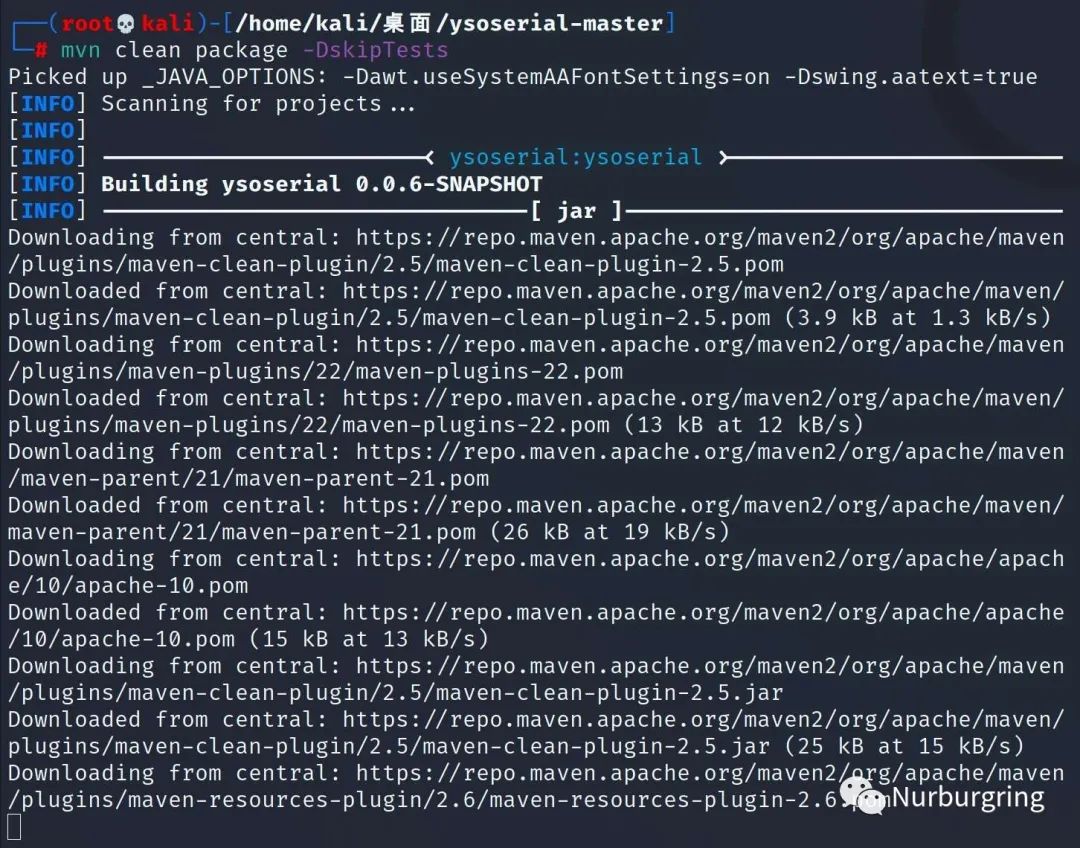 ┌──(root💀kali)-[/home/kali/桌面/ysoserial-master]
└─# mvn clean package -DskipTests
Picked up _JAVA_OPTIONS: -Dawt.useSystemAAFontSettings=on -Dswing.aatext=true
[INFO] Scanning for projects...
[INFO]
[INFO] ────────────────────────< ysoserial:ysoserial >─────────────────────────
[INFO] Building ysoserial 0.0.6-SNAPSHOT
[INFO] ────────────────────────────────[ jar ]─────────────────────────────────
Downloading from central: https://repo.maven.apache.org/maven2/org/apache/maven
/plugins/maven-clean-plugin/2.5/maven-clean-plugin-2.5.pom
Downloaded from central: https://repo.maven.apache.org/maven2/org/apache/maven/
plugins/maven-clean-plugin/2.5/maven-clean-plugin-2.5.pom (3.9 kB at 1.3 kB/s)
Downloading from central: https://repo.maven.apache.org/maven2/org/apache/maven
/plugins/maven-plugins/22/maven-plugins-22.pom
Downloaded from central: https://repo.maven.apache.org/maven2/org/apache/maven/
plugins/maven-plugins/22/maven-plugins-22.pom (13 kB at 12 kB/s)
Downloading from central: https://repo.maven.apache.org/maven2/org/apache/maven
/maven-parent/21/maven-parent-21.pom
Downloaded from central: https://repo.maven.apache.org/maven2/org/apache/maven/
maven-parent/21/maven-parent-21.pom (26 kB at 19 kB/s)
Downloading from central: https://repo.maven.apache.org/maven2/org/apache/apach
e/10/apache-10.pom
Downloaded from central: https://repo.maven.apache.org/maven2/org/apache/apache
/10/apache-10.pom (15 kB at 13 kB/s)
Downloading from central: https://repo.maven.apache.org/maven2/org/apache/maven
/plugins/maven-clean-plugin/2.5/maven-clean-plugin-2.5.jar
Downloaded from central: https://repo.maven.apache.org/maven2/org/apache/maven/
plugins/maven-clean-plugin/2.5/maven-clean-plugin-2.5.jar (25 kB at 15 kB/s)
Downloading from central: https://repo.maven.apache.org/maven2/org/apache/maven
/plugins/maven-resources-plugin/2.6/maven-resources-plugin-2.6.pom
Nurburgring